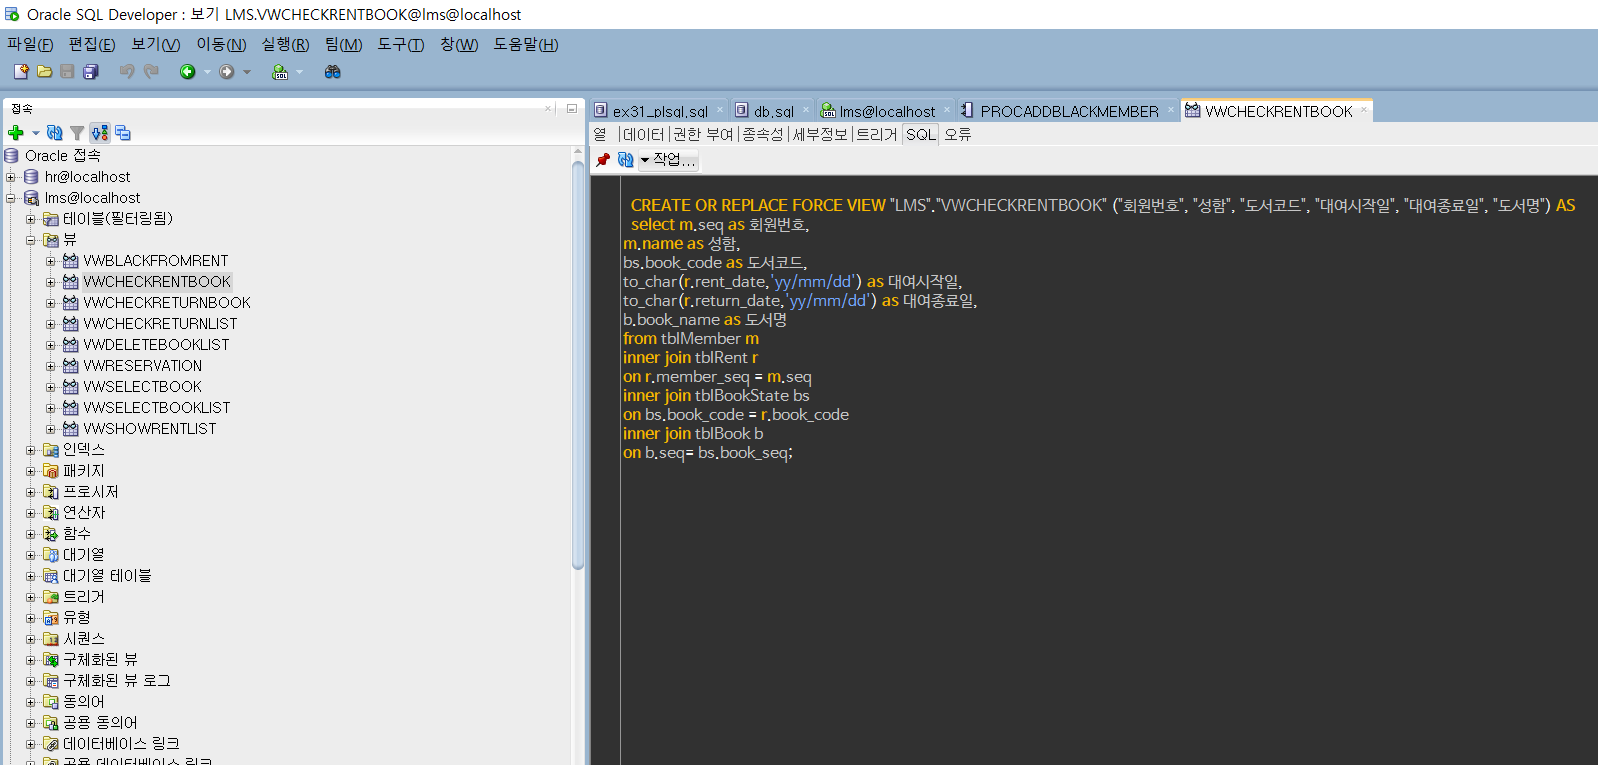 Oracle SQL Developer : 보기 LMS.VWCHECKRENTBOOK@lms@localhost
파일(F) 편집(E) 보기(V) 이동(N) 실행(R) 팀(M) 도구(T) 창(W) 도움말(H)
접속
Oracle 접속
hr@localhost
lms@localhost
테이블(필터링됨)
뷰
VWBLACKFROMRENT
VWCHECKRENTBOOK
VWCHECKRETURNBOOK
VWCHECKRETURNLIST
VWDELETEBOOKLIST
VWRESERVATION
VWSELECTBOOK
VWSELECTBOOKLIST
VWSHOWRENTLIST
인덱스
패키지
프로시저
연산자
함수
대기열
대기열 테이블
트리거
유형
시퀀스
구체화된 뷰
구체화된 뷰 로그
동의어
공용 동의어
데이터베이스 링크
공용 데이터베이스 링크
ex31_plsql.sql db.sql lms@localhost PROCADDBLACKMEMBER VWCHECKRENTBOOK
열 |데이터|권한 부여|종속성|세부정보|트리거|SQL|오류
작업...
CREATE OR REPLACE FORCE VIEW "LMS"."VWCHECKRENTBOOK" ("회원번호", "성함", "도서코드", "대여시작일", "대여종료일", "도서명") AS
select m.seq as 회원번호,
m.name as 성함,
bs.book_code as 도서코드,
to_char(r.rent_date,'yy/mm/dd') as 대여시작일,
to_char(r.return_date,'yy/mm/dd') as 대여종료일,
b.book_name as 도서명
from tblMember m
inner join tblRent r
on r.member_seq = m.seq
inner join tblBookState bs
on bs.book_code = r.book_code
inner join tblBook b
on b.seq= bs.book_seq;